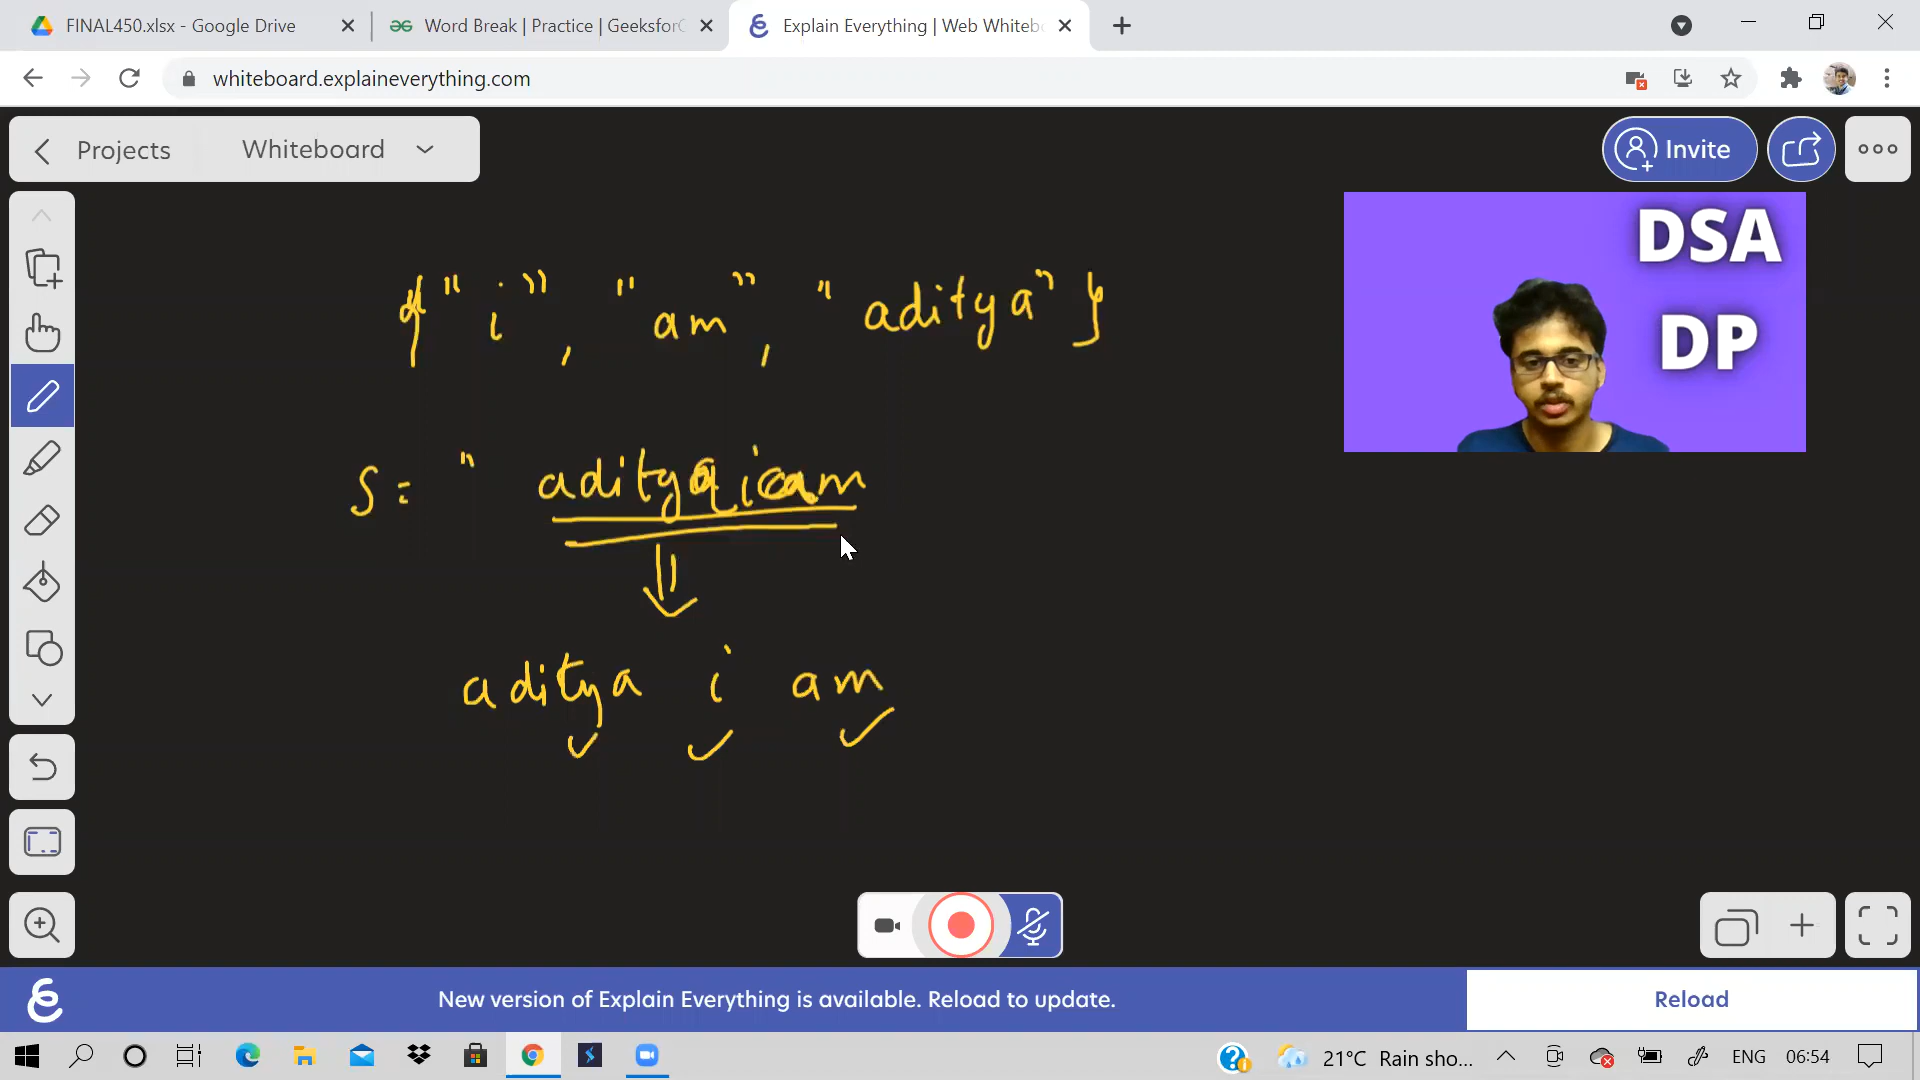 FINAL450.xlsx - Google Drive
Word Break | Practice | GeeksforG
Explain Everything | Web Whitebo
whiteboard.explaineverything.com
Projects
Whiteboard
Invite
DSA
DP
{"i", "am", "aditya"}
S = " adityaiam
aditya i am
New version of Explain Everything is available. Reload to update.
Reload
21°C Rain sho...
ENG
06:54